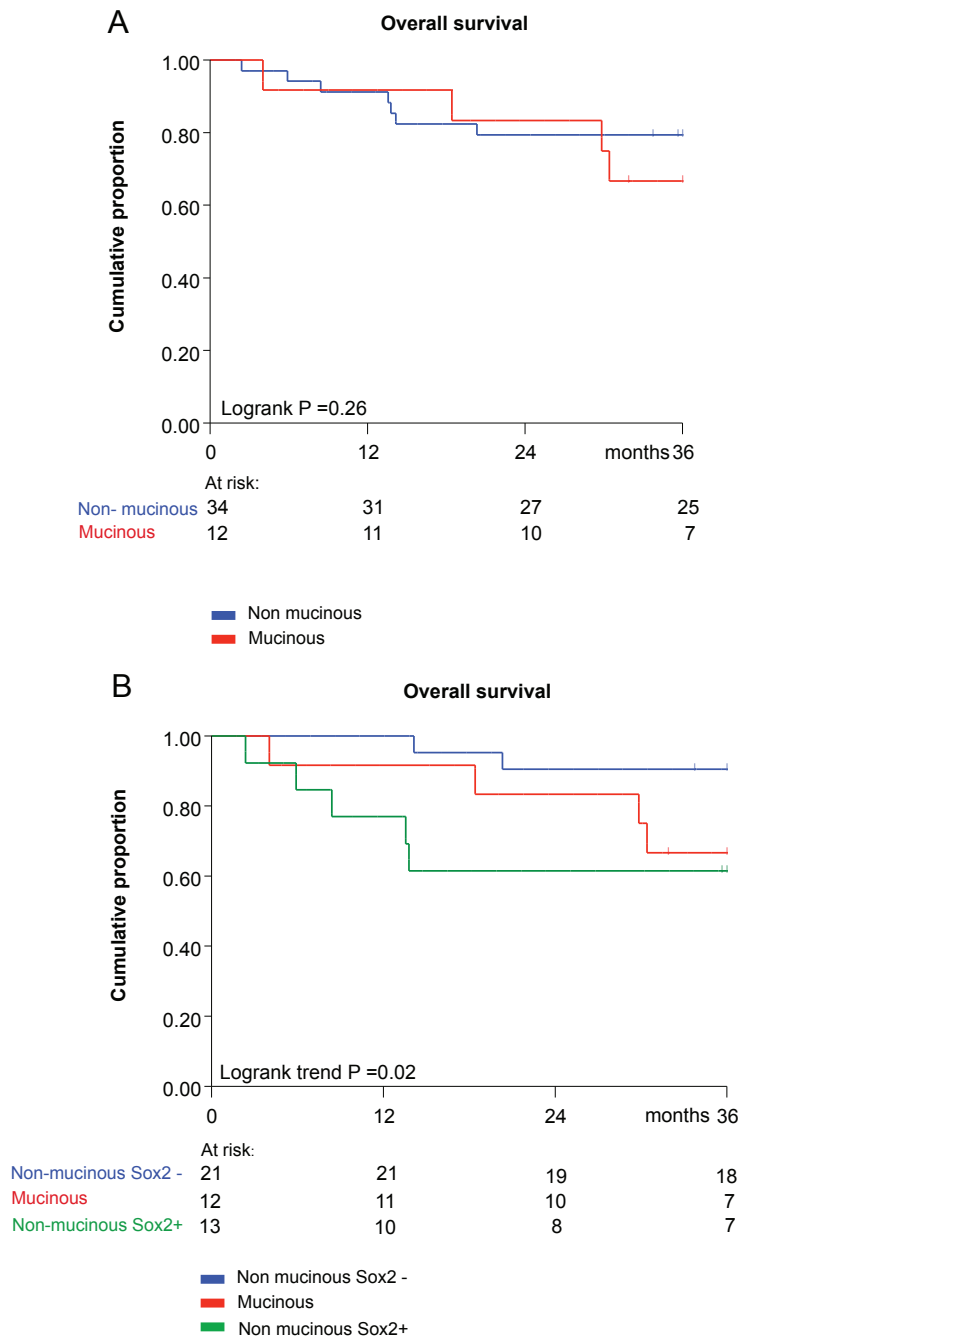 A
Overall survival
1.00
0.80
0.60
0.40
0.20
0.00
Cumulative proportion
Logrank P =0.26
0 12 24 months 36
At risk:
Non- mucinous 34 31 27 25
Mucinous 12 11 10 7
Non mucinous
Mucinous
B
Overall survival
1.00
0.80
0.60
0.40
0.20
0.00
Cumulative proportion
Logrank trend P =0.02
0 12 24 months 36
At risk:
Non-mucinous Sox2 - 21 21 19 18
Mucinous 12 11 10 7
Non-mucinous Sox2+ 13 10 8 7
Non mucinous Sox2 -
Mucinous
Non mucinous Sox2+